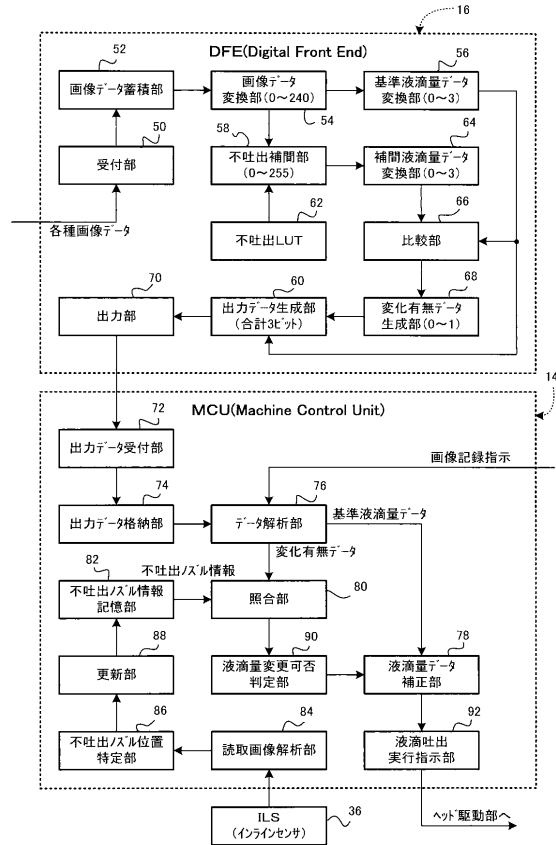 16
DFE(Digital Front End)
52
画像データ蓄積部
画像データ
変換部(0～240)
54
56
基準液滴量データ
変換部(0～3)
50
受付部
58
不吐出補間部
(0～255)
64
補間液滴量データ
変換部(0～3)
各種画像データ
62
不吐出LUT
66
比較部
70
出力部
60
出力データ生成部
(合計3ビット)
68
変化有無データ
生成部(0～1)
14
MCU(Machine Control Unit)
72
出力データ受付部
画像記録指示
74
出力データ格納部
76
データ解析部
基準液滴量データ
変化有無データ
82
不吐出ノズル情報
不吐出ノズル情報
記憶部
照合部
80
88
更新部
90
液滴量変更可否
判定部
78
液滴量データ
補正部
86
不吐出ノズル位置
特定部
84
読取画像解析部
92
液滴吐出
実行指示部
ILS
(インラインセンサ)
36
ヘッド駆動部へ